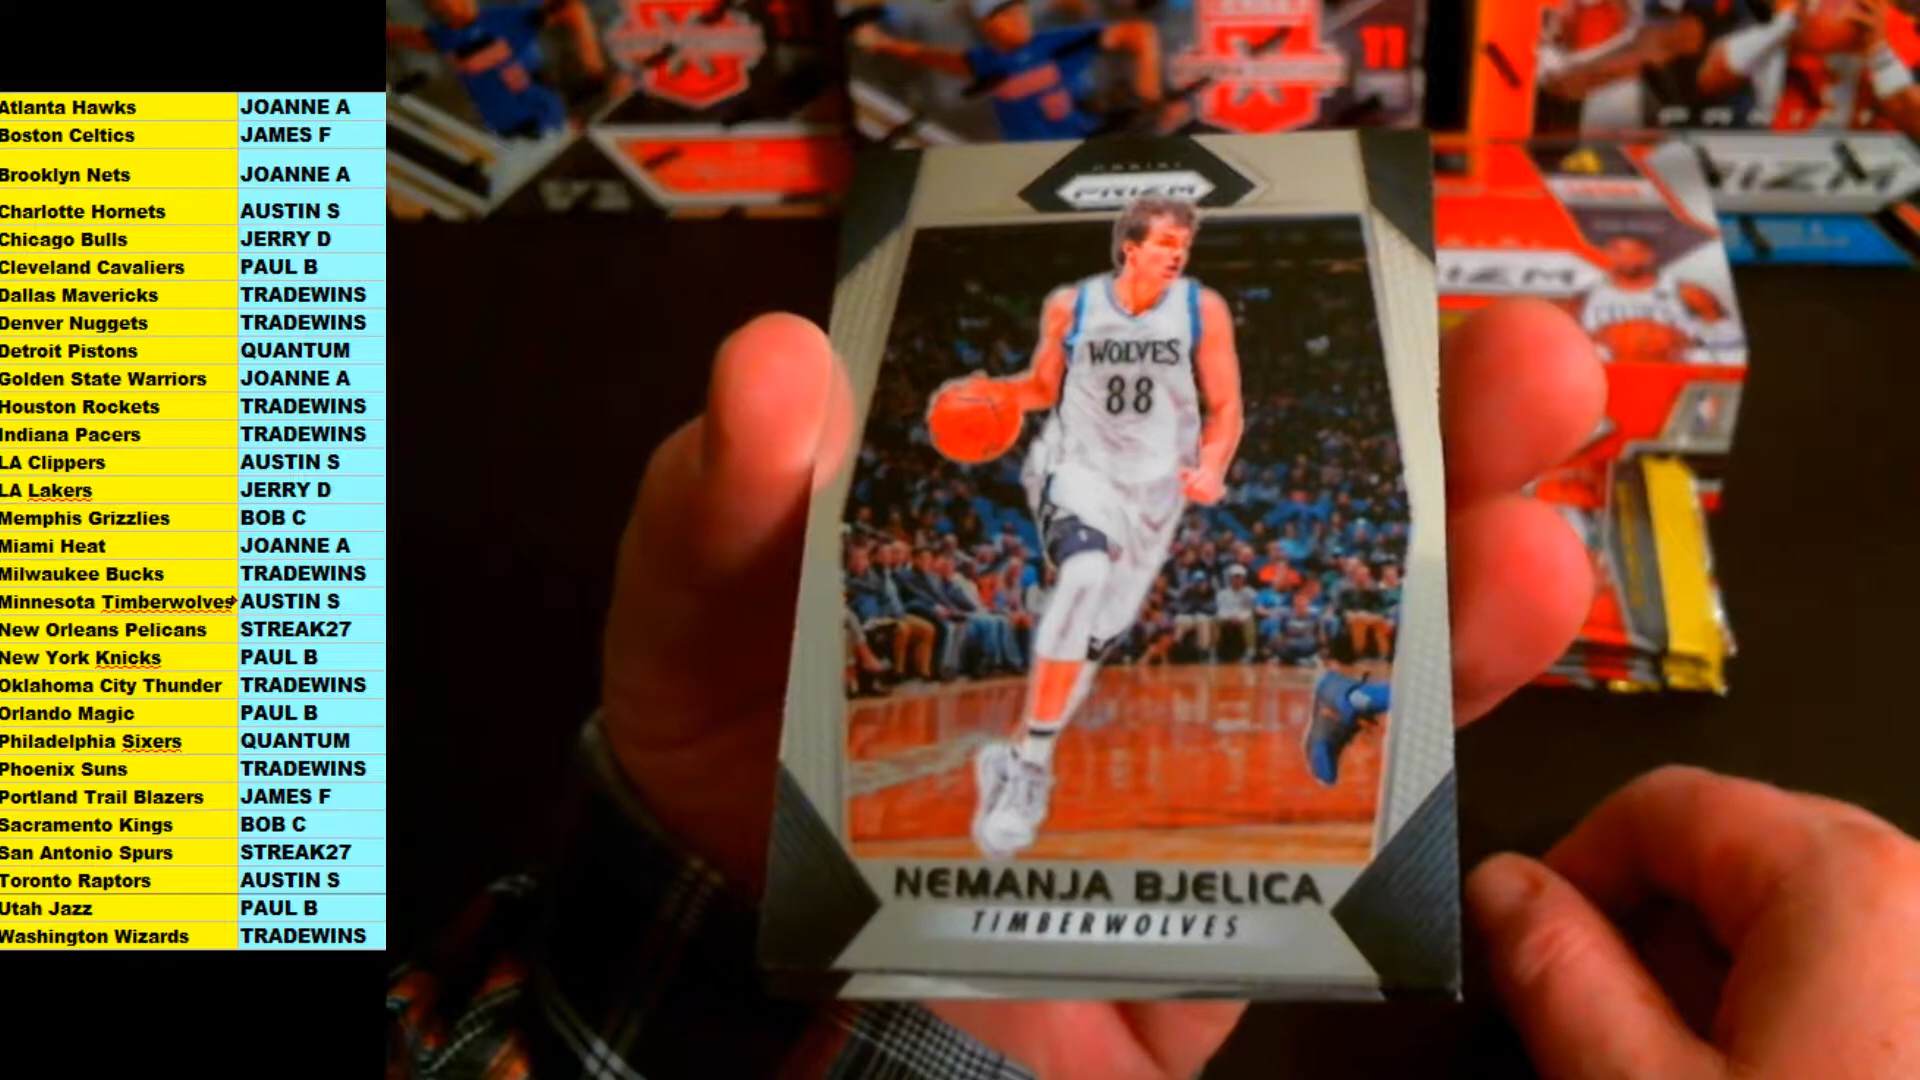 Atlanta Hawks JOANNE A
Boston Celtics JAMES F
Brooklyn Nets JOANNE A
Charlotte Hornets AUSTIN S
Chicago Bulls JERRY D
Cleveland Cavaliers PAUL B
Dallas Mavericks TRADEWINS
Denver Nuggets TRADEWINS
Detroit Pistons QUANTUM
Golden State Warriors JOANNE A
Houston Rockets TRADEWINS
Indiana Pacers TRADEWINS
LA Clippers AUSTIN S
LA Lakers JERRY D
Memphis Grizzlies BOB C
Miami Heat JOANNE A
Milwaukee Bucks TRADEWINS
Minnesota Timberwolves AUSTIN S
New Orleans Pelicans STREAK27
New York Knicks PAUL B
Oklahoma City Thunder TRADEWINS
Orlando Magic PAUL B
Philadelphia Sixers QUANTUM
Phoenix Suns TRADEWINS
Portland Trail Blazers JAMES F
Sacramento Kings BOB C
San Antonio Spurs STREAK27
Toronto Raptors AUSTIN S
Utah Jazz PAUL B
Washington Wizards TRADEWINS
11
PANINI
PANINI
PRIZM
WOLVES
88
NEMANJA BJELICA
TIMBERWOLVES